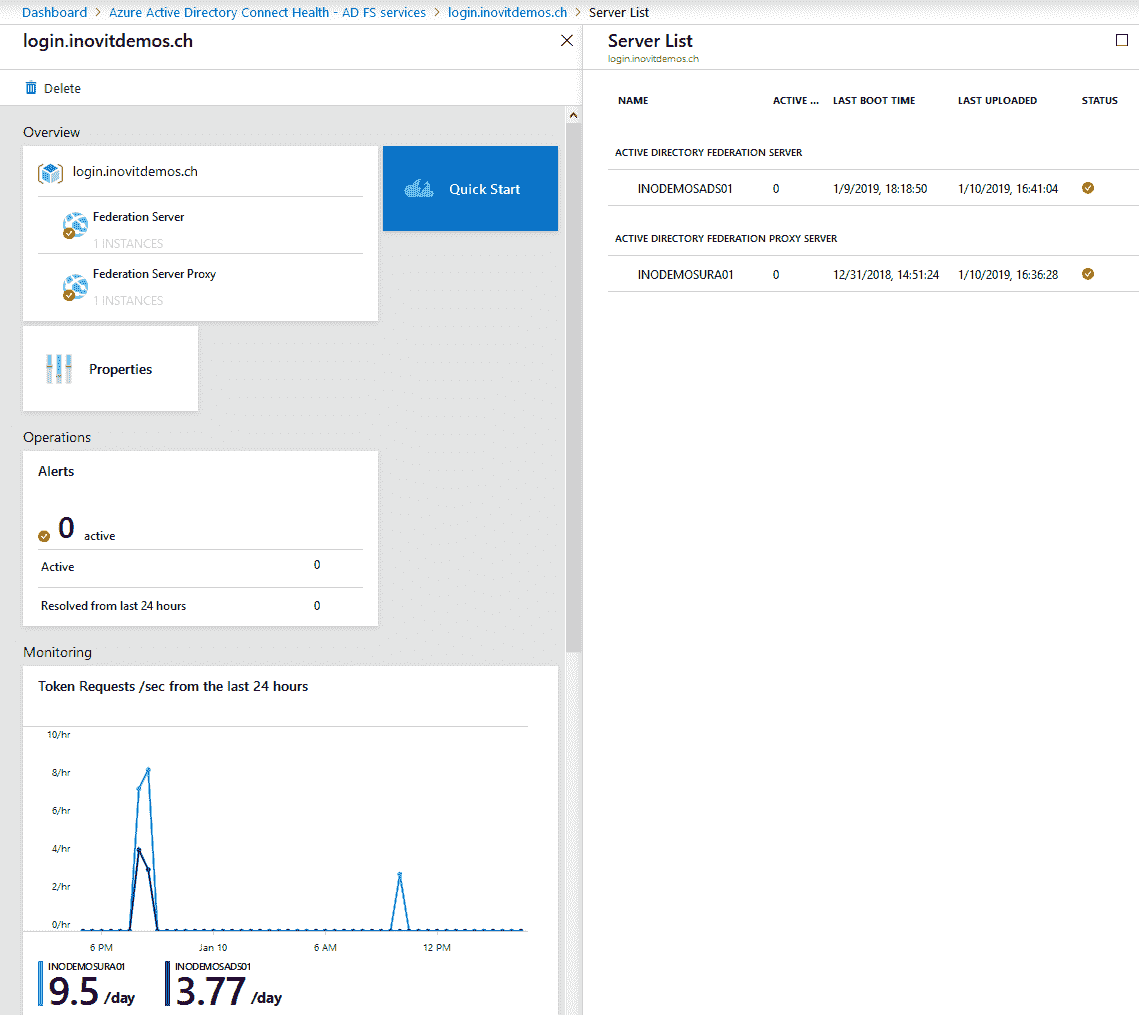 Dashboard > Azure Active Directory Connect Health - AD FS services > login.inovitdemos.ch > Server List
login.inovitdemos.ch
Delete
Overview
login.inovitdemos.ch
Federation Server
1 INSTANCES
Federation Server Proxy
1 INSTANCES
Quick Start
Properties
Operations
Alerts
0 active
Active 0
Resolved from last 24 hours 0
Monitoring
Token Requests /sec from the last 24 hours
10/hr
8/hr
6/hr
4/hr
2/hr
0/hr
6 PM Jan 10 6 AM 12 PM
INODEMOSURA01 INODEMOSADS01
9.5 /day 3.77 /day
Server List
login.inovitdemos.ch
NAME ACTIVE ... LAST BOOT TIME LAST UPLOADED STATUS
ACTIVE DIRECTORY FEDERATION SERVER
INODEMOSADS01 0 1/9/2019, 18:18:50 1/10/2019, 16:41:04
ACTIVE DIRECTORY FEDERATION PROXY SERVER
INODEMOSURA01 0 12/31/2018, 14:51:24 1/10/2019, 16:36:28